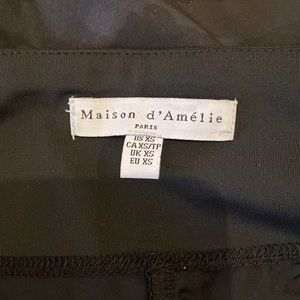 Maison d'Amélie
PARIS
US XS
CA XS/TP
UK XS
EU XS